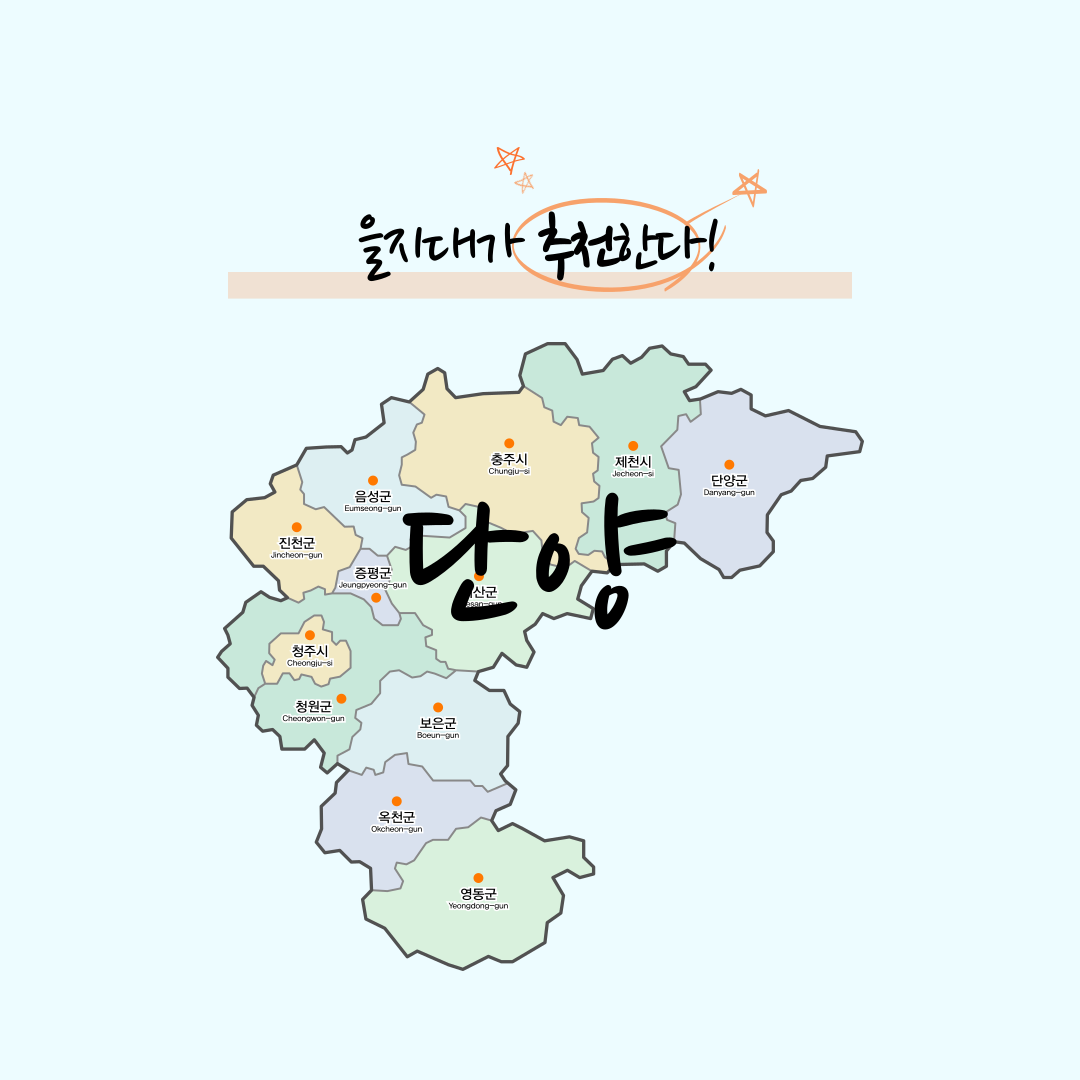 을지대가 추천한다!
충주시
Chungju-si
제천시
Jecheon-si
단양군
Danyang-gun
음성군
Eumseong-gun
단양
진천군
Jincheon-gun
증평군
Jeungpyeong-gun
산군
청주시
Cheongju-si
청원군
Cheongwon-gun
보은군
Boeun-gun
옥천군
Okcheon-gun
영동군
Yeongdong-gun